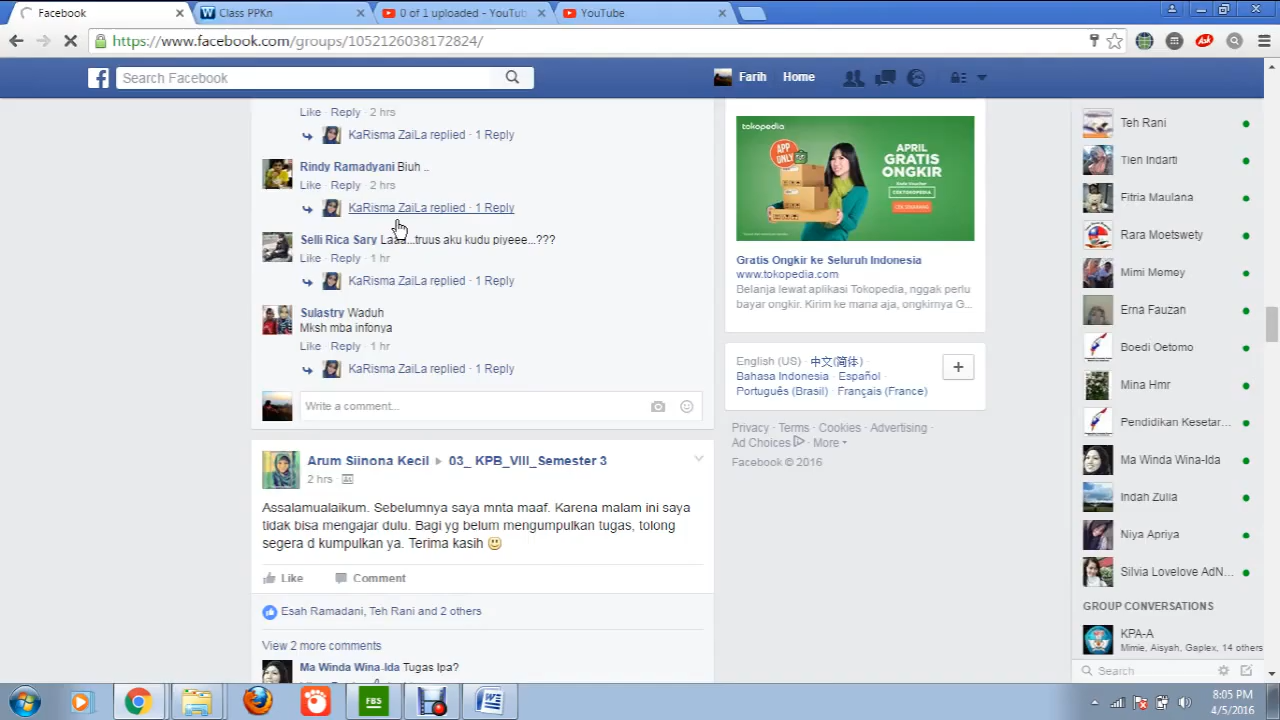 Facebook
Class PPKn
0 of 1 uploaded - YouTub
YouTube
https://www.facebook.com/groups/1052126038172824/
Search Facebook
Farih
Home
Like · Reply · 2 hrs
KaRisma ZaiLa replied · 1 Reply
Rindy Ramadyani Biuh ..
Like · Reply · 2 hrs
KaRisma ZaiLa replied · 1 Reply
Selli Rica Sary Laaa...truus aku kudu piyeee...???
Like · Reply · 1 hr
KaRisma ZaiLa replied · 1 Reply
Sulastry Waduh
Mksh mba infonya
Like · Reply · 1 hr
KaRisma ZaiLa replied · 1 Reply
Write a comment...
Arum Siinona Kecil ▸ 03_ KPB_VIII_Semester 3
2 hrs
Assalamualaikum. Sebelumnya saya mnta maaf. Karena malam ini saya
tidak bisa mengajar dulu. Bagi yg belum mengumpulkan tugas, tolong
segera d kumpulkan ya. Terima kasih
Like
Comment
Esah Ramadani, Teh Rani and 2 others
View 2 more comments
Ma Winda Wina-Ida Tugas Ipa?
tokopedia
APP
ONLY
APRIL
GRATIS
ONGKIR
Gratis Ongkir ke Seluruh Indonesia
www.tokopedia.com
Belanja lewat aplikasi Tokopedia, nggak perlu
bayar ongkir. Kirim ke mana aja, ongkirnya G...
English (US) · 中文(简体) ·
Bahasa Indonesia · Español ·
Português (Brasil) · Français (France)
+
Privacy · Terms · Cookies · Advertising ·
Ad Choices · More
Facebook © 2016
Teh Rani
Tien Indarti
Fitria Maulana
Rara Moetswety
Mimi Memey
Erna Fauzan
Boedi Oetomo
Mina Hmr
Pendidikan Kesetar...
Ma Winda Wina-Ida
Indah Zulia
Niya Apriya
Silvia Lovelove AdN...
GROUP CONVERSATIONS
KPA-A
Mimie, Aisyah, Gaplex, 14 others
Search
FBS
8:05 PM
4/5/2016